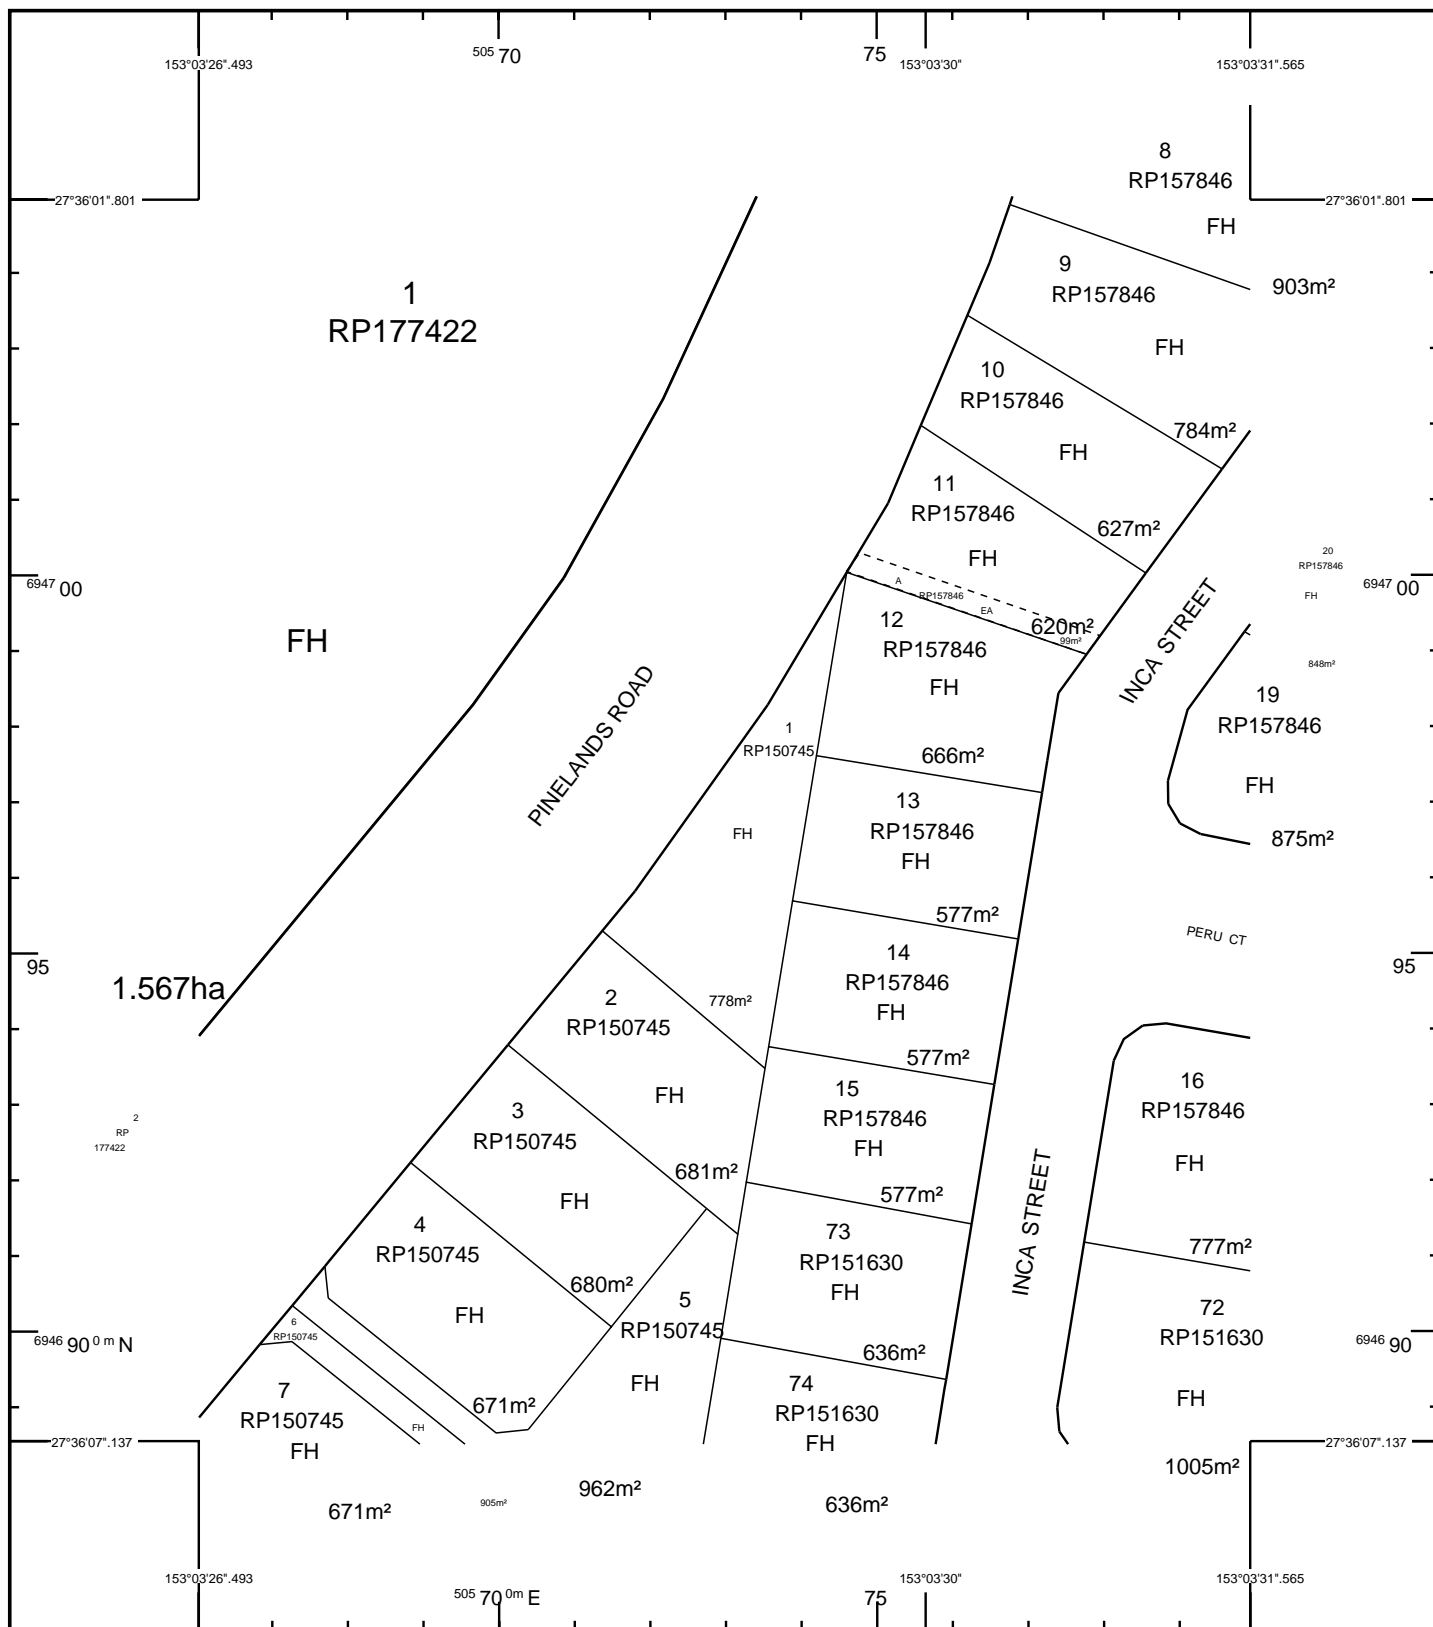 505 70
75
153°03'26".493
153°03'30"
153°03'31".565
8
RP157846
FH
903m²
27°36'01".801
27°36'01".801
1
RP177422
FH
1.567ha
9
RP157846
FH
784m²
10
RP157846
FH
627m²
11
RP157846
FH
620m²
A
RP157846
EA
99m²
6947 00
6947 00
20
RP157846
FH
848m²
INCA STREET
12
RP157846
FH
666m²
19
RP157846
FH
875m²
PINELANDS ROAD
1
RP150745
FH
778m²
13
RP157846
FH
577m²
PERU CT
95
95
14
RP157846
FH
577m²
2
RP150745
FH
681m²
2
RP
177422
15
RP157846
FH
577m²
16
RP157846
FH
777m²
3
RP150745
FH
680m²
INCA STREET
4
RP150745
FH
671m²
73
RP151630
FH
636m²
5
RP150745
FH
962m²
72
RP151630
FH
1005m²
6
RP150745
FH
905m²
6946 90 0 m N
6946 90
7
RP150745
FH
671m²
74
RP151630
FH
636m²
27°36'07".137
27°36'07".137
153°03'26".493
153°03'30"
153°03'31".565
505 70 0m E
75